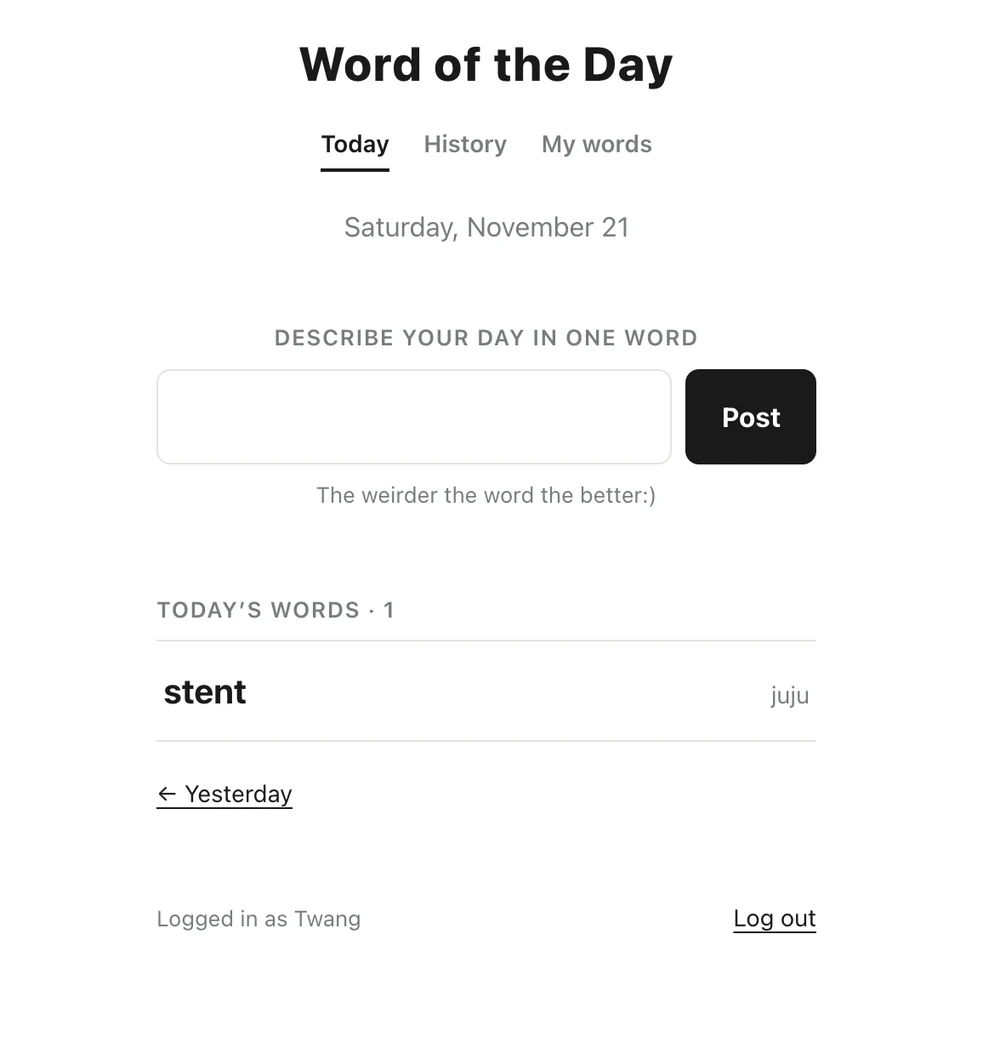 Word of the Day
Today History My words
Saturday, November 21
DESCRIBE YOUR DAY IN ONE WORD
Post
The weirder the word the better:)
TODAY’S WORDS · 1
stent juju
← Yesterday
Logged in as Twang Log out